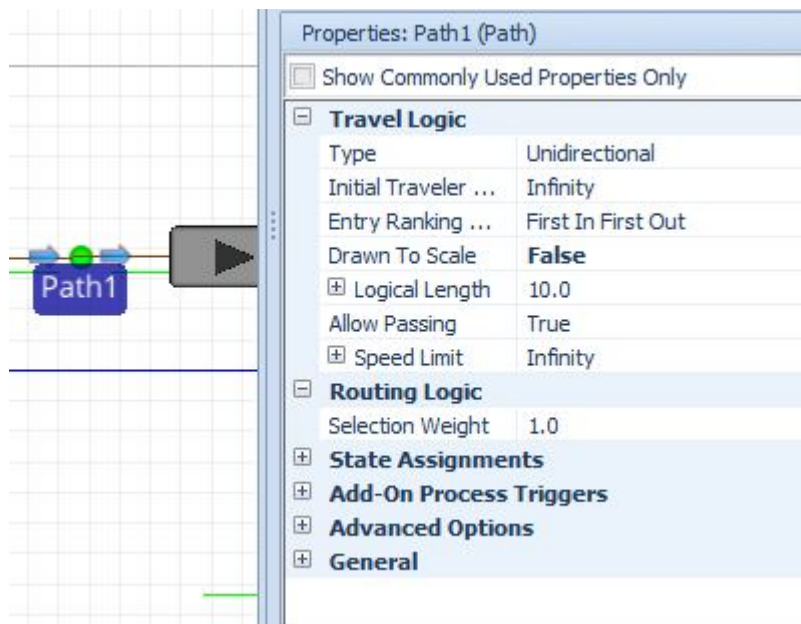 Properties: Path1 (Path)
Show Commonly Used Properties Only
Travel Logic
Type Unidirectional
Initial Traveler ... Infinity
Entry Ranking ... First In First Out
Drawn To Scale False
Logical Length 10.0
Allow Passing True
Speed Limit Infinity
Routing Logic
Selection Weight 1.0
State Assignments
Add-On Process Triggers
Advanced Options
General
Path1